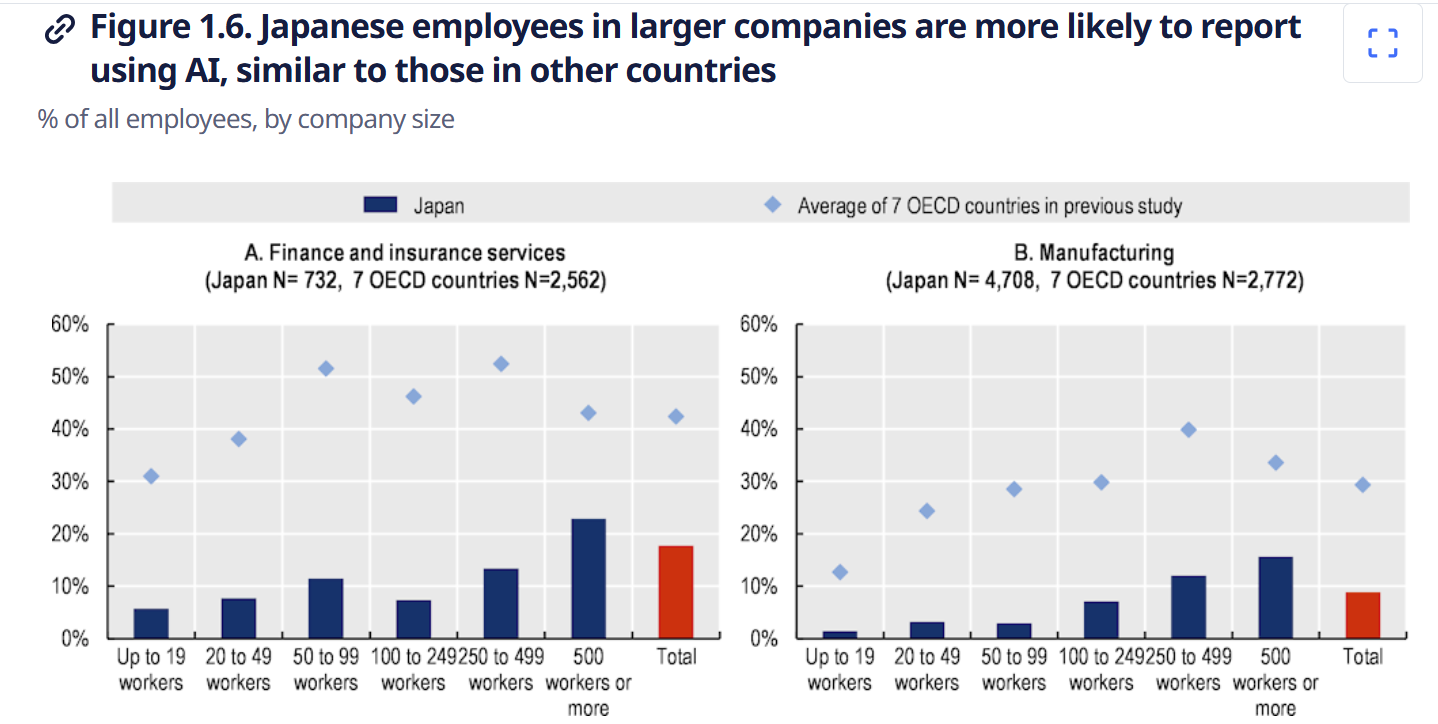 Figure 1.6. Japanese employees in larger companies are more likely to report
using AI, similar to those in other countries
% of all employees, by company size
Japan
Average of 7 OECD countries in previous study
A. Finance and insurance services
(Japan N= 732, 7 OECD countries N=2,562)
60%
50%
40%
30%
20%
10%
0%
Up to 19
workers
20 to 49
workers
50 to 99
workers
100 to 249
workers
250 to 499
workers
500
workers or
more
Total
B. Manufacturing
(Japan N= 4,708, 7 OECD countries N=2,772)
60%
50%
40%
30%
20%
10%
0%
Up to 19
workers
20 to 49
workers
50 to 99
workers
100 to 249
workers
250 to 499
workers
500
workers or
more
Total